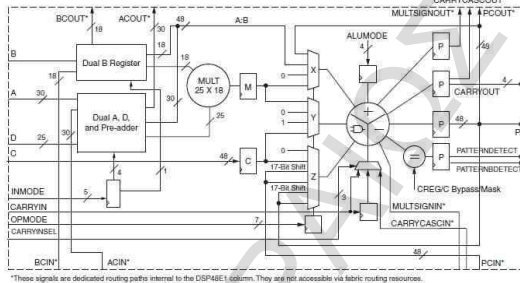 CARRYCASCOUT*
BCOUT* ACOUT* MULTSIGNOUT* PCOUT*
48 A:B
18 30 ALUMODE
18 4 48
B Dual B Register 18 X P
MULT 25 X 18 0 M P 4
18 CARRYOUT
A 30 Dual A, D, and Pre-adder 0 Y
30 25 1 P 48 P
D 25
C 48 C 0 PATTERNDETECT
17-Bit Shift Z = P
4 1 17-Bit Shift PATTERNBDETECT
INMODE 5 3 CREG/C Bypass/Mask
CARRYIN MULTSIGNIN*
OPMODE 7 CARRYCASCIN*
CARRYINSEL
48
BCIN* ACIN* PCIN*
*These signals are dedicated routing paths internal to the DSP48E1 column. They are not accessible via fabric routing resources.